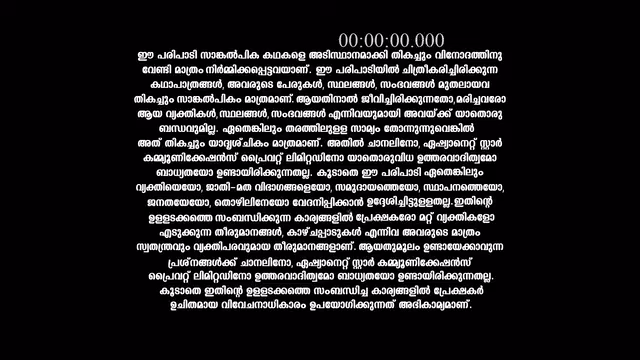 00:00:00.000
ഈ പരിപാടി സാങ്കൽപിക കഥകളെ അടിസ്ഥാനമാക്കി തികച്ചും വിനോദത്തിനു
വേണ്ടി മാത്രം നിർമ്മിക്കപ്പെട്ടവയാണ്. ഈ പരിപാടിയിൽ ചിത്രീകരിച്ചിരിക്കുന്ന
കഥാപാത്രങ്ങൾ, അവരുടെ പേരുകൾ, സ്ഥലങ്ങൾ, സംഭവങ്ങൾ മുതലായവ
തികച്ചും സാങ്കൽപികം മാത്രമാണ്. ആയതിനാൽ ജീവിച്ചിരിക്കുന്നതോ,മരിച്ചവരോ
ആയ വ്യക്തികൾ,സ്ഥലങ്ങൾ,സംഭവങ്ങൾ എന്നിവയുമായി അവയ്ക്ക് യാതൊരു
ബന്ധവുമില്ല. ഏതെങ്കിലും തരത്തിലുള്ള സാമ്യം തോന്നുന്നുവെങ്കിൽ
അത് തികച്ചും യാദൃശ്ചികം മാത്രമാണ്. അതിൽ ചാനലിനോ, ഏഷ്യാനെറ്റ് സ്റ്റാർ
കമ്മ്യൂണിക്കേഷൻസ് പ്രൈവറ്റ് ലിമിറ്റഡിനോ യാതൊരുവിധ ഉത്തരവാദിത്വമോ
ബാധ്യതയോ ഉണ്ടായിരിക്കുന്നതല്ല. കൂടാതെ ഈ പരിപാടി ഏതെങ്കിലും
വ്യക്തിയെയോ, ജാതി-മത വിഭാഗങ്ങളെയോ, സമുദായത്തെയോ, സ്ഥാപനത്തെയോ,
ജനതയേയോ, തൊഴിലിനേയോ വേദനിപ്പിക്കാൻ ഉദ്ദേശിച്ചിട്ടുള്ളതല്ല.ഇതിന്റെ
ഉള്ളടക്കത്തെ സംബന്ധിക്കുന്ന കാര്യങ്ങളിൽ പ്രേക്ഷകരോ മറ്റ് വ്യക്തികളോ
എടുക്കുന്ന തീരുമാനങ്ങൾ, കാഴ്ചപ്പാടുകൾ എന്നിവ അവരുടെ മാത്രം
സ്വതന്ത്രവും വ്യക്തിപരവുമായ തീരുമാനങ്ങളാണ്. ആയതുമൂലം ഉണ്ടായേക്കാവുന്ന
പ്രശ്നങ്ങൾക്ക് ചാനലിനോ, ഏഷ്യാനെറ്റ് സ്റ്റാർ കമ്മ്യൂണിക്കേഷൻസ്
പ്രൈവറ്റ് ലിമിറ്റഡിനോ ഉത്തരവാദിത്വമോ ബാധ്യതയോ ഉണ്ടായിരിക്കുന്നതല്ല.
കൂടാതെ ഇതിന്റെ ഉള്ളടക്കത്തെ സംബന്ധിച്ച കാര്യങ്ങളിൽ പ്രേക്ഷകർ
ഉചിതമായ വിവേചനാധികാരം ഉപയോഗിക്കുന്നത് അഭികാമ്യമാണ്.